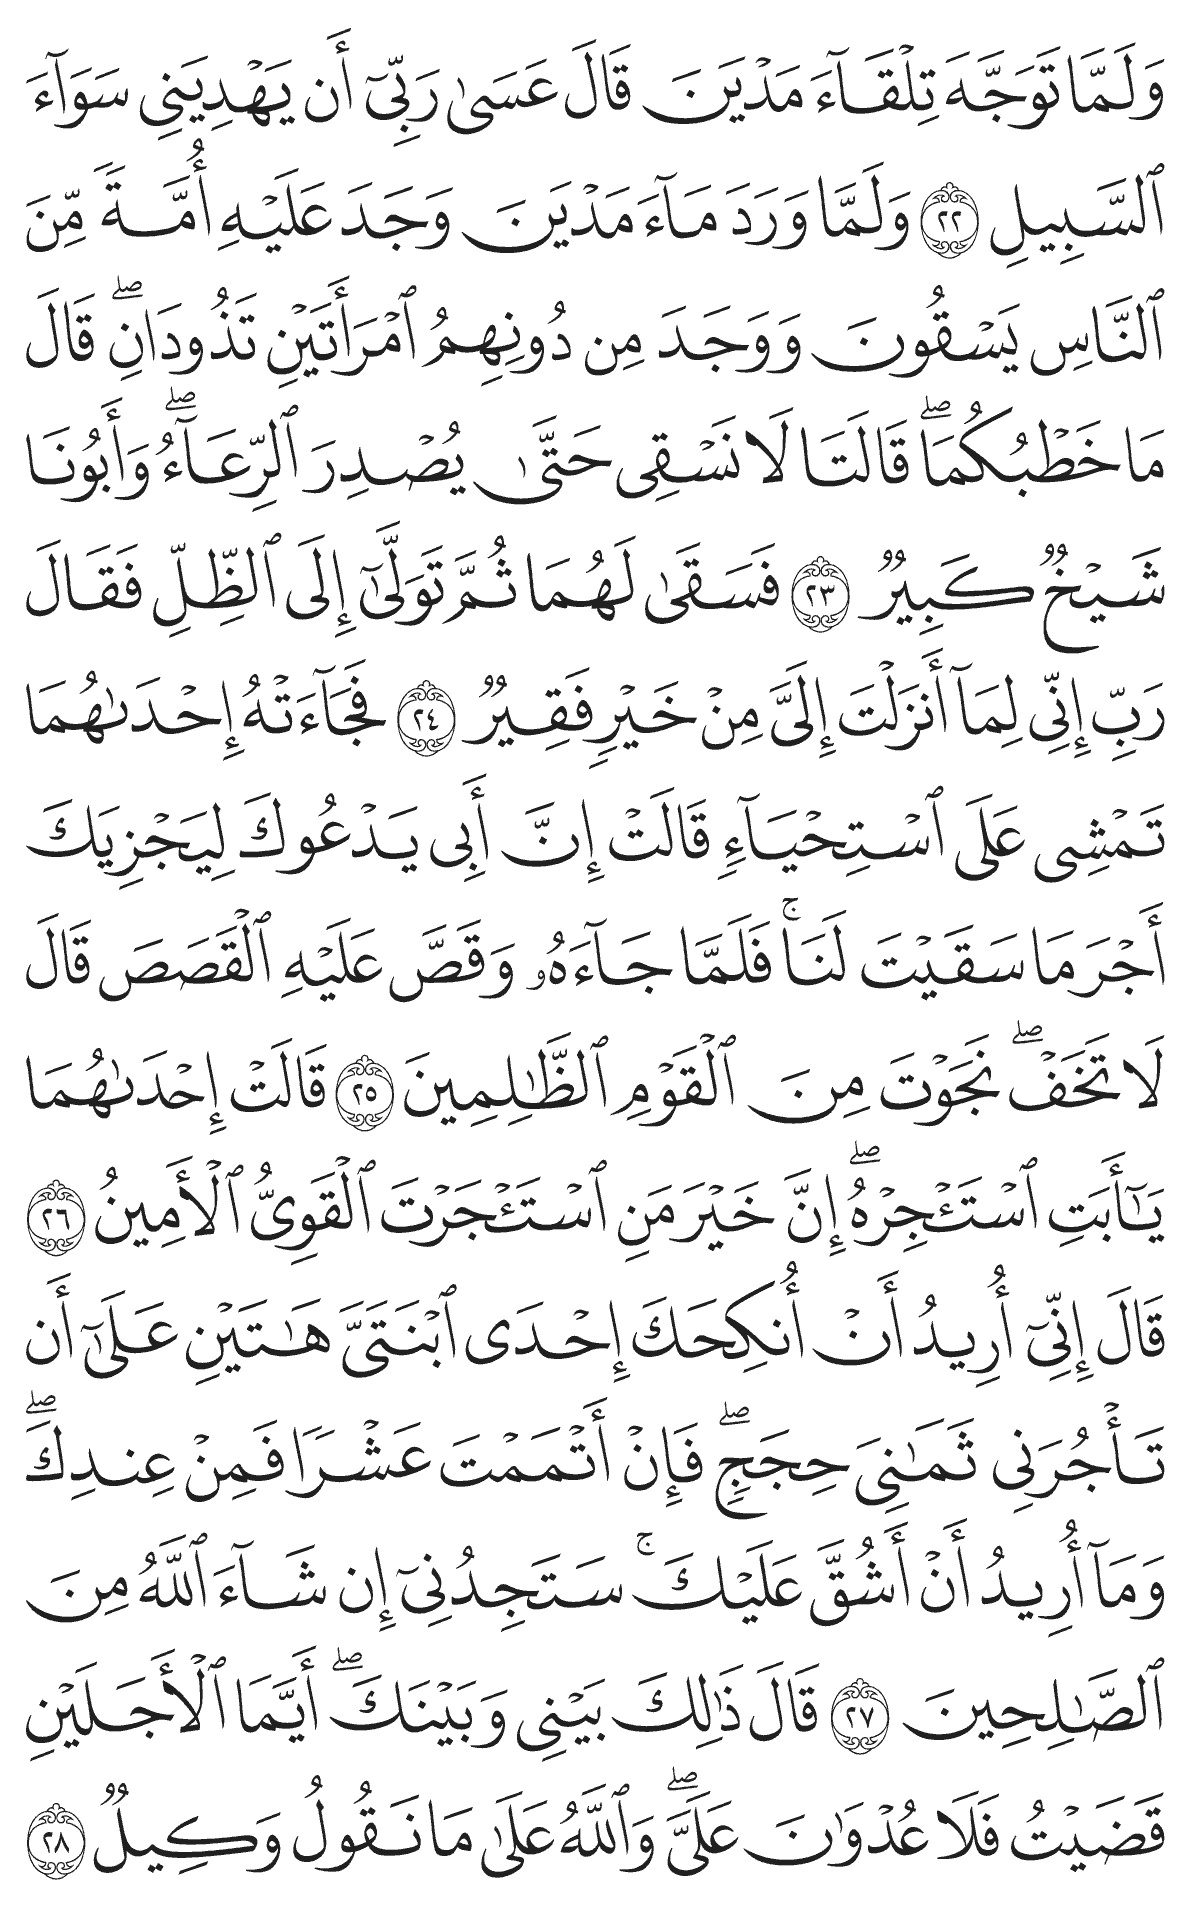 وَلَمَّا تَوَجَّهَ تِلْقَآءَ مَدْيَنَ قَالَ عَسَىٰ رَبِّىٓ أَن يَهْدِيَنِى سَوَآءَ
ٱلسَّبِيلِ ٢٢ وَلَمَّا وَرَدَ مَآءَ مَدْيَنَ وَجَدَ عَلَيْهِ أُمَّةً مِّنَ
ٱلنَّاسِ يَسْقُونَ وَوَجَدَ مِن دُونِهِمُ ٱمْرَأَتَيْنِ تَذُودَانِ ۖ قَالَ
مَا خَطْبُكُمَا ۖ قَالَتَا لَا نَسْقِى حَتَّىٰ يُصْدِرَ ٱلرِّعَآءُ ۖ وَأَبُونَا
شَيْخٌ كَبِيرٌ ٢٣ فَسَقَىٰ لَهُمَا ثُمَّ تَوَلَّىٰٓ إِلَى ٱلظِّلِّ فَقَالَ
رَبِّ إِنِّى لِمَآ أَنزَلْتَ إِلَىَّ مِنْ خَيْرٍ فَقِيرٌ ٢٤ فَجَآءَتْهُ إِحْدَىٰهُمَا
تَمْشِى عَلَى ٱسْتِحْيَآءٍ قَالَتْ إِنَّ أَبِى يَدْعُوكَ لِيَجْزِيَكَ
أَجْرَ مَا سَقَيْتَ لَنَا ۚ فَلَمَّا جَآءَهُۥ وَقَصَّ عَلَيْهِ ٱلْقَصَصَ قَالَ
لَا تَخَفْ ۖ نَجَوْتَ مِنَ ٱلْقَوْمِ ٱلظَّٰلِمِينَ ٢٥ قَالَتْ إِحْدَىٰهُمَا
يَٰٓأَبَتِ ٱسْتَـْٔجِرْهُ ۖ إِنَّ خَيْرَ مَنِ ٱسْتَـْٔجَرْتَ ٱلْقَوِىُّ ٱلْأَمِينُ ٢٦
قَالَ إِنِّىٓ أُرِيدُ أَنْ أُنكِحَكَ إِحْدَى ٱبْنَتَىَّ هَٰتَيْنِ عَلَىٰٓ أَن
تَأْجُرَنِى ثَمَٰنِىَ حِجَجٍ ۖ فَإِنْ أَتْمَمْتَ عَشْرًا فَمِنْ عِندِكَ ۖ
وَمَآ أُرِيدُ أَنْ أَشُقَّ عَلَيْكَ ۚ سَتَجِدُنِىٓ إِن شَآءَ ٱللَّهُ مِنَ
ٱلصَّٰلِحِينَ ٢٧ قَالَ ذَٰلِكَ بَيْنِى وَبَيْنَكَ ۖ أَيَّمَا ٱلْأَجَلَيْنِ
قَضَيْتُ فَلَا عُدْوَٰنَ عَلَىَّ ۖ وَٱللَّهُ عَلَىٰ مَا نَقُولُ وَكِيلٌ ٢٨